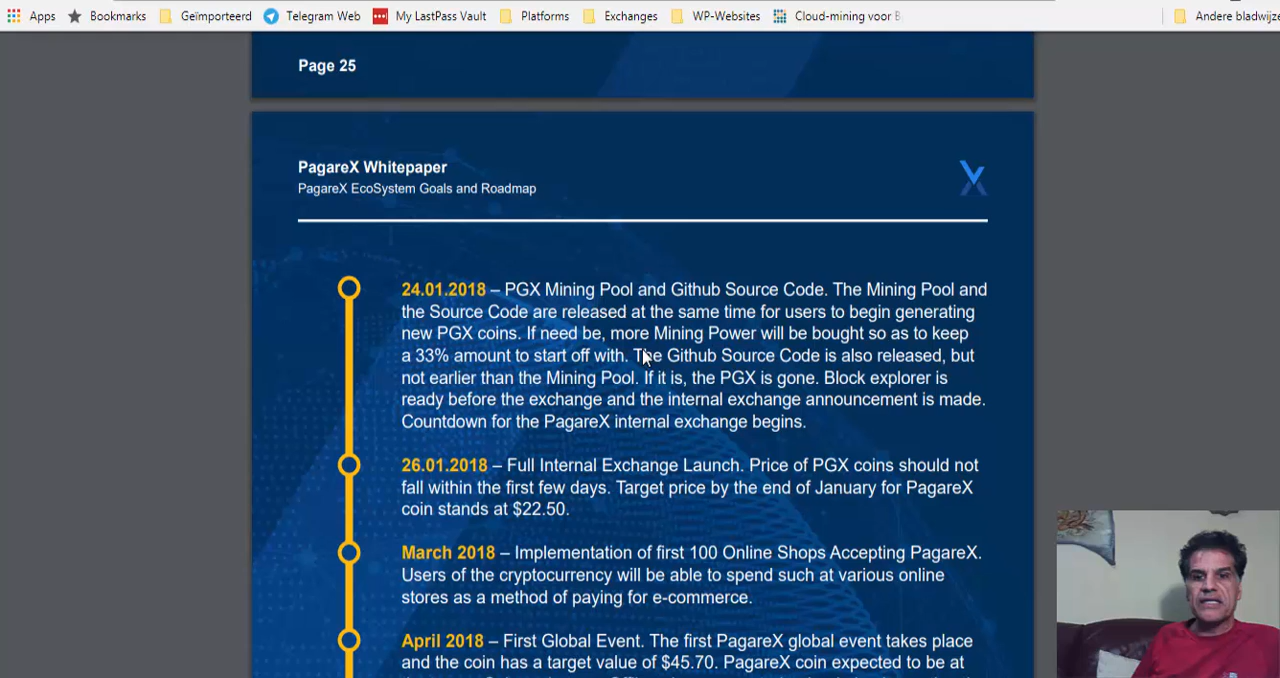 Apps Bookmarks Geïmporteerd Telegram Web My LastPass Vault Platforms Exchanges WP-Websites Cloud-mining voor Andere bladwijze
Page 25
PagareX Whitepaper
PagareX EcoSystem Goals and Roadmap
24.01.2018 – PGX Mining Pool and Github Source Code. The Mining Pool and
the Source Code are released at the same time for users to begin generating
new PGX coins. If need be, more Mining Power will be bought so as to keep
a 33% amount to start off with. The Github Source Code is also released, but
not earlier than the Mining Pool. If it is, the PGX is gone. Block explorer is
ready before the exchange and the internal exchange announcement is made.
Countdown for the PagareX internal exchange begins.
26.01.2018 – Full Internal Exchange Launch. Price of PGX coins should not
fall within the first few days. Target price by the end of January for PagareX
coin stands at $22.50.
March 2018 – Implementation of first 100 Online Shops Accepting PagareX.
Users of the cryptocurrency will be able to spend such at various online
stores as a method of paying for e-commerce.
April 2018 – First Global Event. The first PagareX global event takes place
and the coin has a target value of $45.70. PagareX coin expected to be at